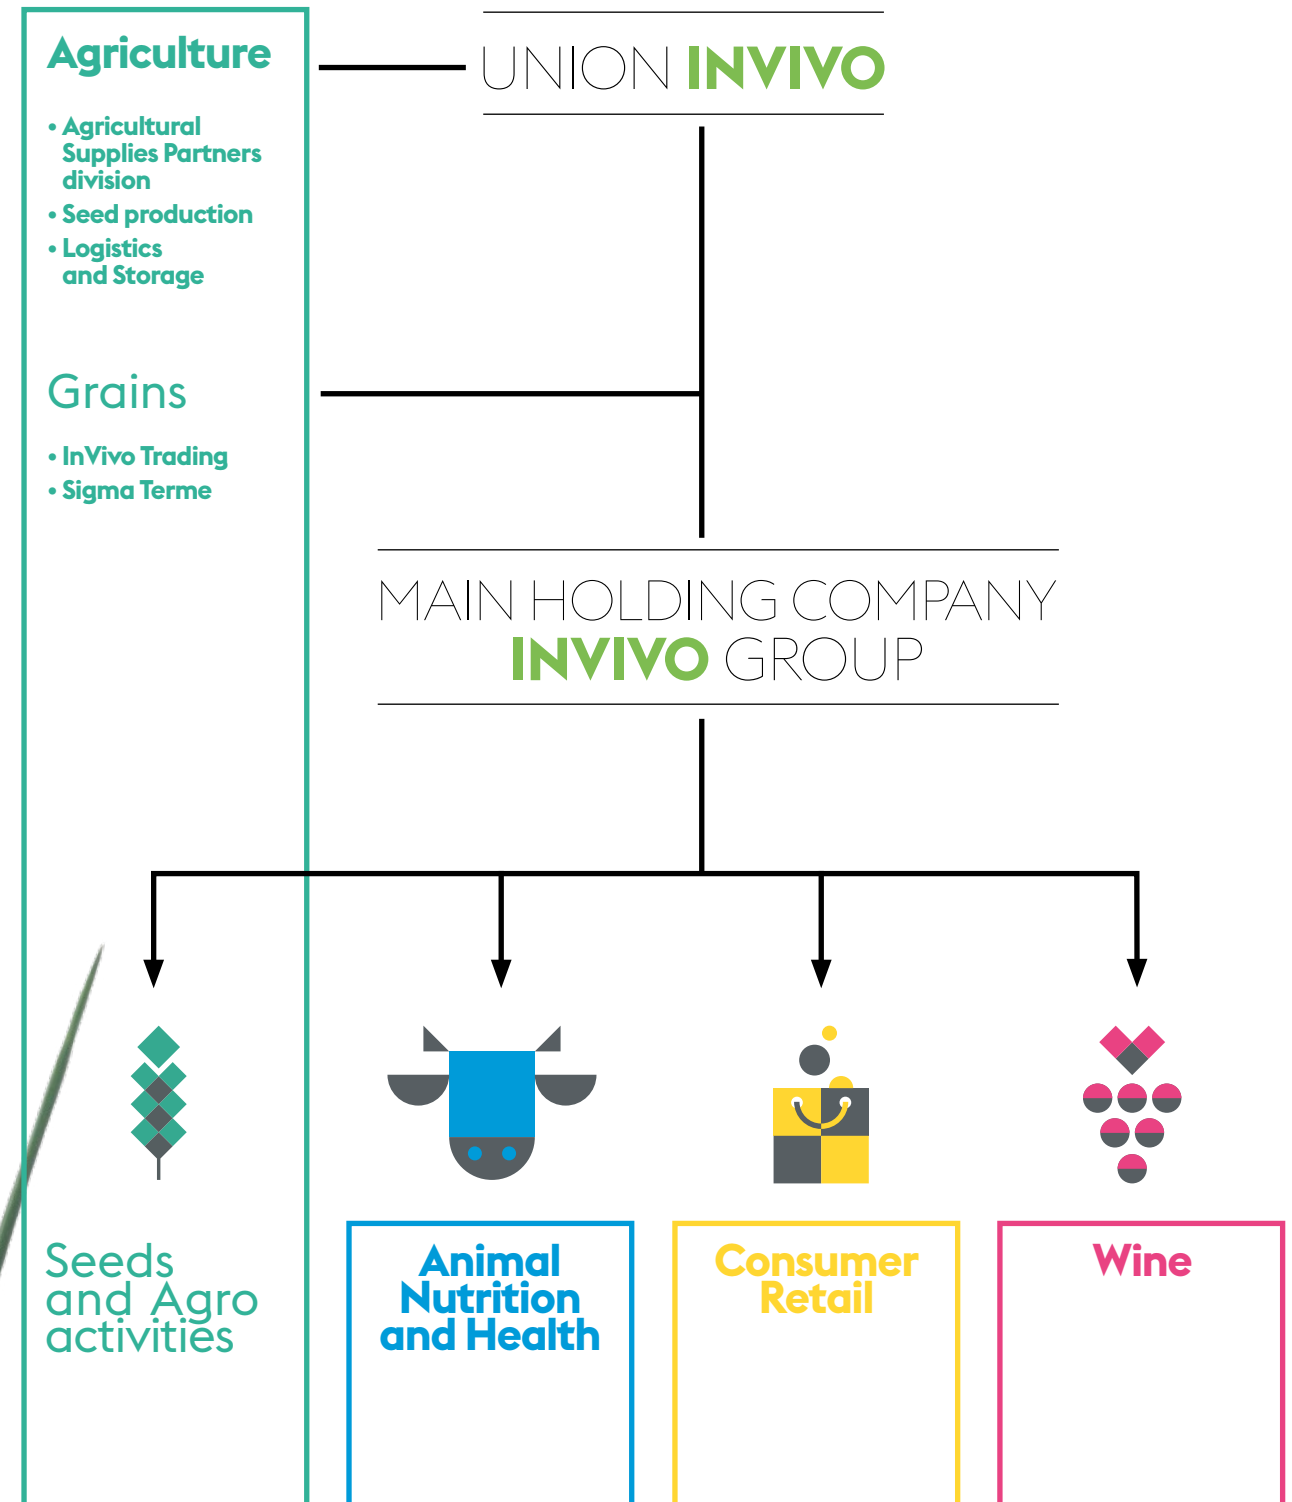 Agriculture
• Agricultural
Supplies Partners
division
• Seed production
• Logistics
and Storage
Grains
• InVivo Trading
• Sigma Terme
UNION INVIVO
MAIN HOLDING COMPANY
INVIVO GROUP
Seeds
and Agro
activities
Animal
Nutrition
and Health
Consumer
Retail
Wine